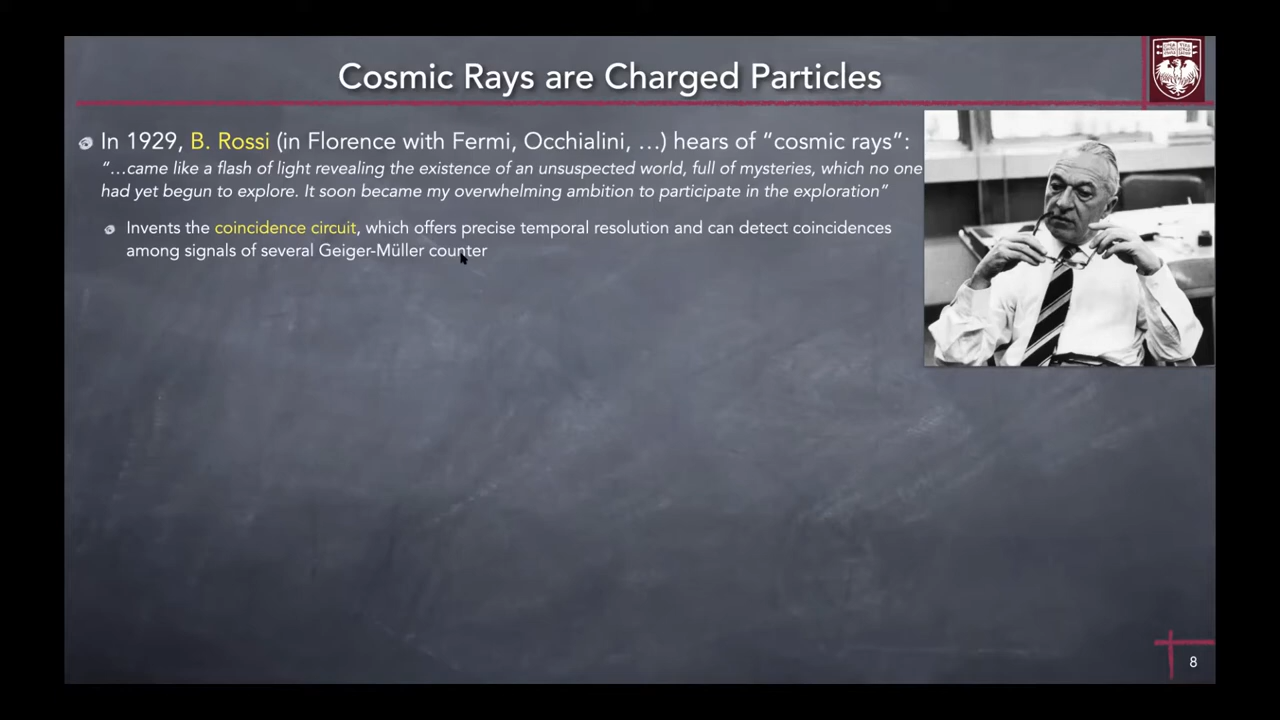 Cosmic Rays are Charged Particles
In 1929, B. Rossi (in Florence with Fermi, Occhialini, …) hears of “cosmic rays”:
“…came like a flash of light revealing the existence of an unsuspected world, full of mysteries, which no one
had yet begun to explore. It soon became my overwhelming ambition to participate in the exploration”
Invents the coincidence circuit, which offers precise temporal resolution and can detect coincidences
among signals of several Geiger-Müller counter
8